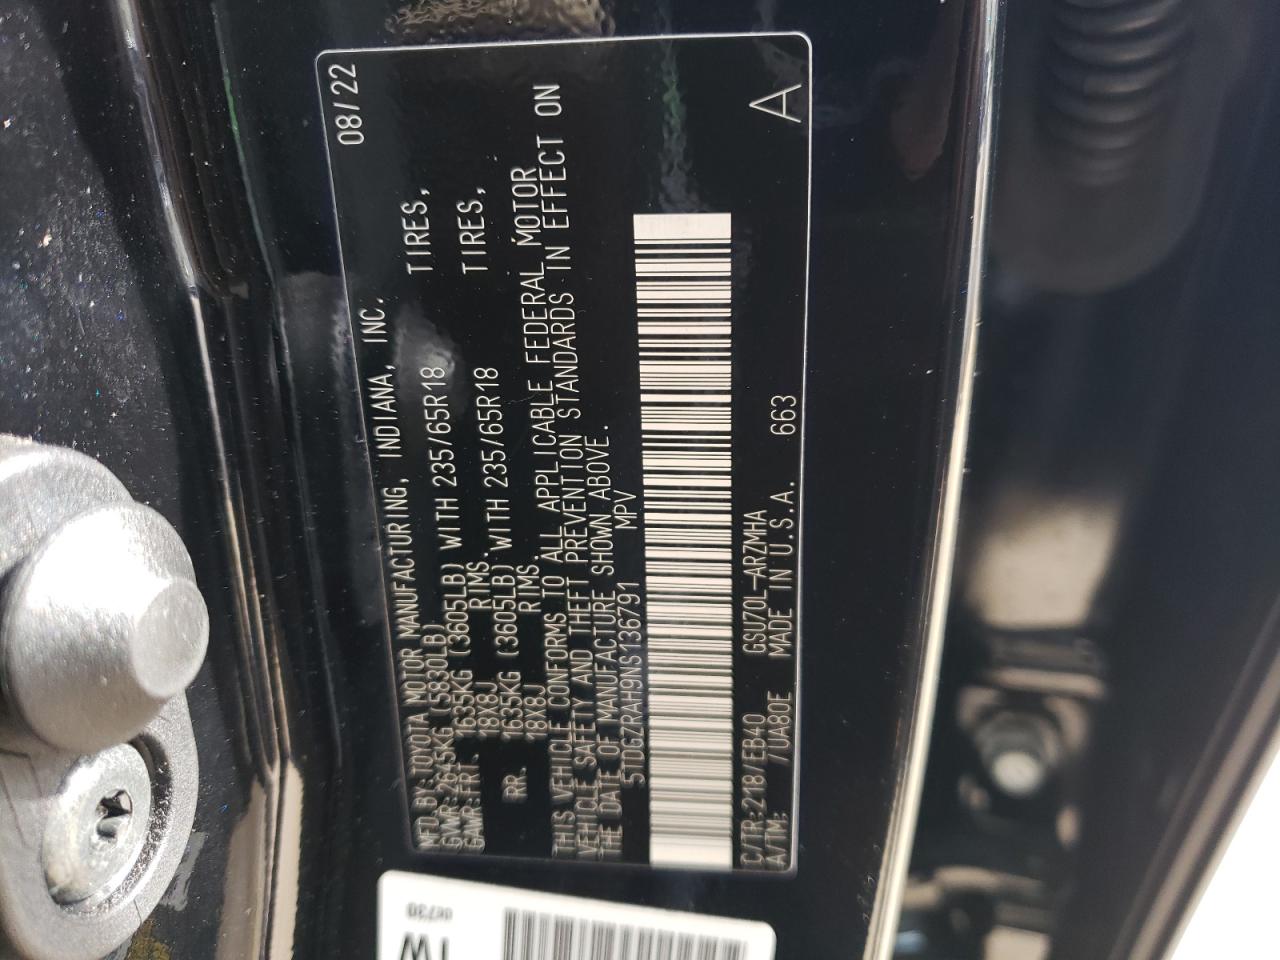 MFD.BY:TOYOTA MOTOR MANUFACTURING, INDIANA, INC. 08/22
GVWR:2645KG (5830LB)
GAWR:FRT. 1635KG (3605LB) WITH 235/65R18 TIRES,
18X8J RIMS.
RR. 1635KG (3605LB) WITH 235/65R18 TIRES,
18X8J RIMS.
THIS VEHICLE CONFORMS TO ALL APPLICABLE FEDERAL MOTOR
VEHICLE SAFETY AND THEFT PREVENTION STANDARDS IN EFFECT ON
THE DATE OF MANUFACTURE SHOWN ABOVE.
5TDGZRAH9NS136791 MPV
C/TR:218/EB40 GSU70L-ARZMHA A
A/TM: /UA80E MADE IN U.S.A. 663